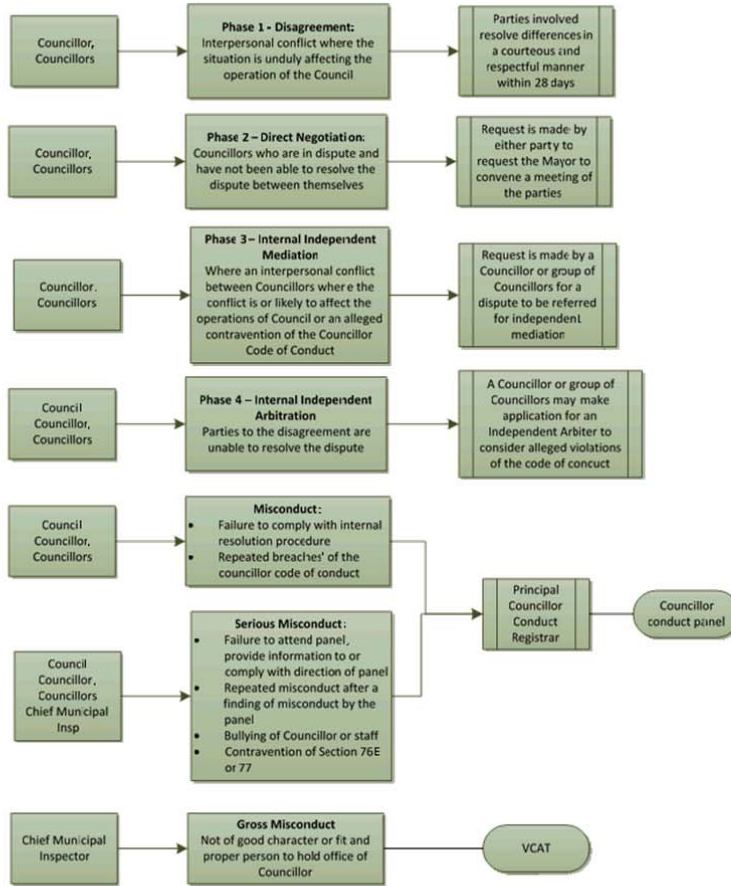 Councillor,
Councillors
Phase 1 - Disagreement:
Interpersonal conflict where the
situation is unduly affecting the
operation of the Council
Parties involved
resolve differences in
a courteous and
respectful manner
within 28 days
Councillor,
Councillors
Phase 2 – Direct Negotiation:
Councillors who are in dispute and
have not been able to resolve the
dispute between themselves
Request is made by
either party to
request the Mayor to
convene a meeting of
the parties
Councillor.
Councillors
Phase 3 – Internal Independent
Mediation
Where an interpersonal conflict
between Councillors where the
conflict is or likely to affect the
operations of Council or an alleged
contravention of the Councillor
Code of Conduct
Request is made by a
Councillor or group of
Councillors for a
dispute to be referred
for independent
mediation
Council
Councillor,
Councillors
Phase 4 – Internal Independent
Arbitration
Parties to the disagreement are
unable to resolve the dispute
A Councillor or group of
Councillors may make
application for an
Independent Arbiter to
consider alleged violations
of the code of concuct
Council
Councillor,
Councillors
Misconduct:
• Failure to comply with internal
resolution procedure
• Repeated breaches' of the
councillor code of conduct
Principal
Councillor
Conduct
Registrar
Councillor
conduct panel
Council
Councillor,
Councillors
Chief Municipal
Insp
Serious Misconduct:
• Failure to attend panel,
provide information to or
comply with direction of panel
• Repeated misconduct after a
finding of misconduct by the
panel
• Bullying of Councillor or staff
• Contravention of Section 76E
or 77
Chief Municipal
Inspector
Gross Misconduct
Not of good character or fit and
proper person to hold office of
Councillor
VCAT